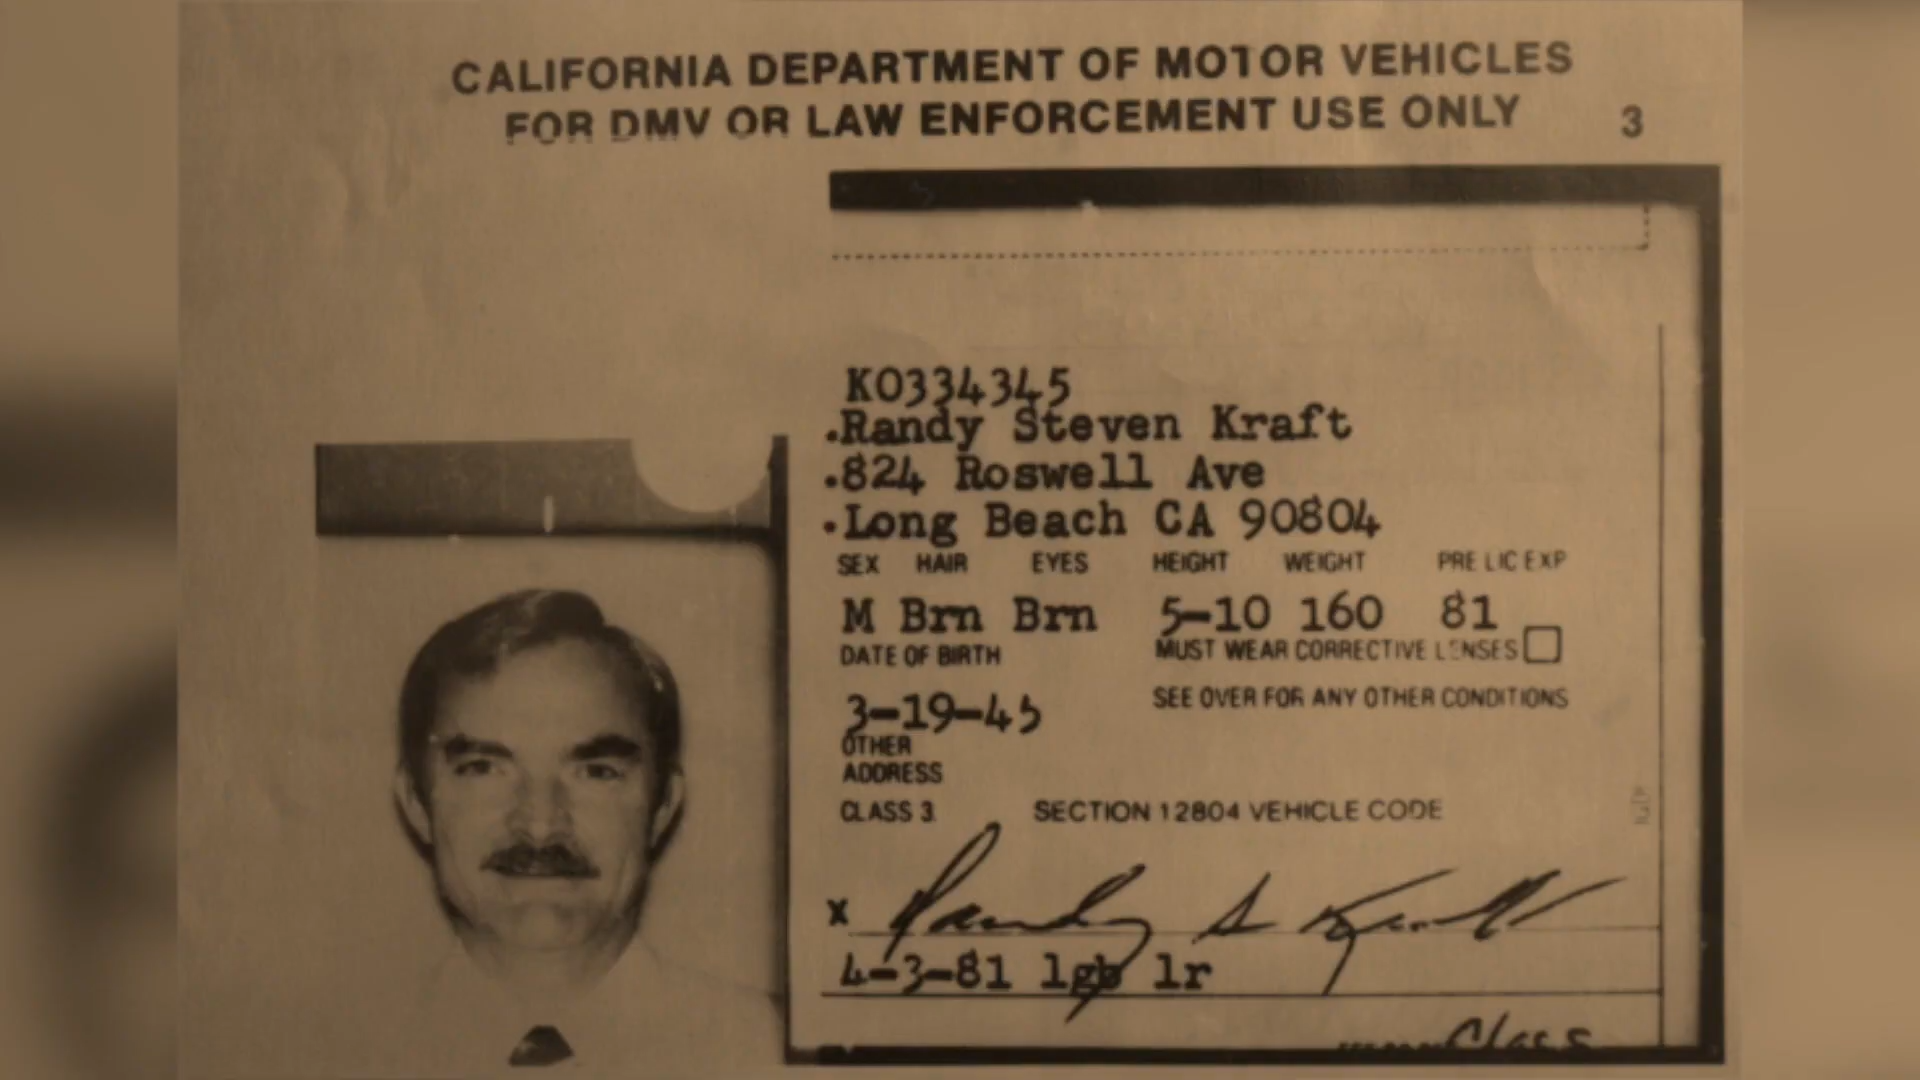 CALIFORNIA DEPARTMENT OF MOTOR VEHICLES
FOR DMV OR LAW ENFORCEMENT USE ONLY 3
K0334345
.Randy Steven Kraft
.824 Roswell Ave
.Long Beach CA 90804
SEX HAIR EYES HEIGHT WEIGHT PRE LIC EXP
M Brn Brn 5-10 160 81
DATE OF BIRTH MUST WEAR CORRECTIVE LENSES
3-19-45 SEE OVER FOR ANY OTHER CONDITIONS
OTHER
ADDRESS
CLASS 3 SECTION 12804 VEHICLE CODE
X Randy S Kraft
4-3-81 lgb lr
Class